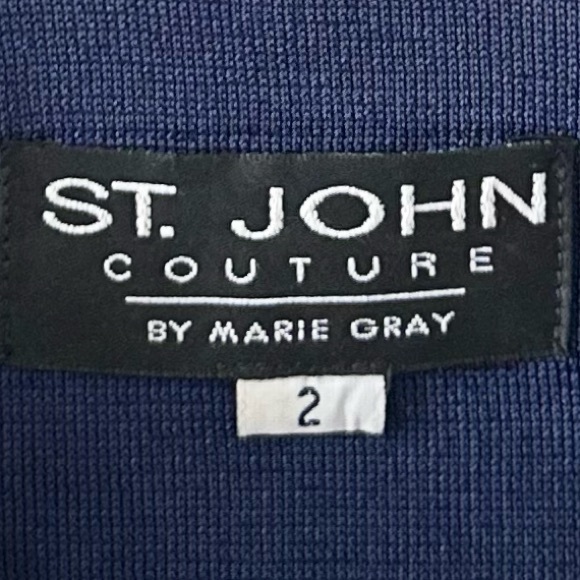 ST. JOHN
COUTURE
BY MARIE GRAY
2